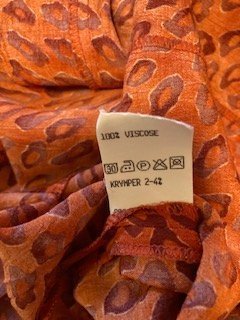 100% VISCOSE
KRYMPER 2-4%